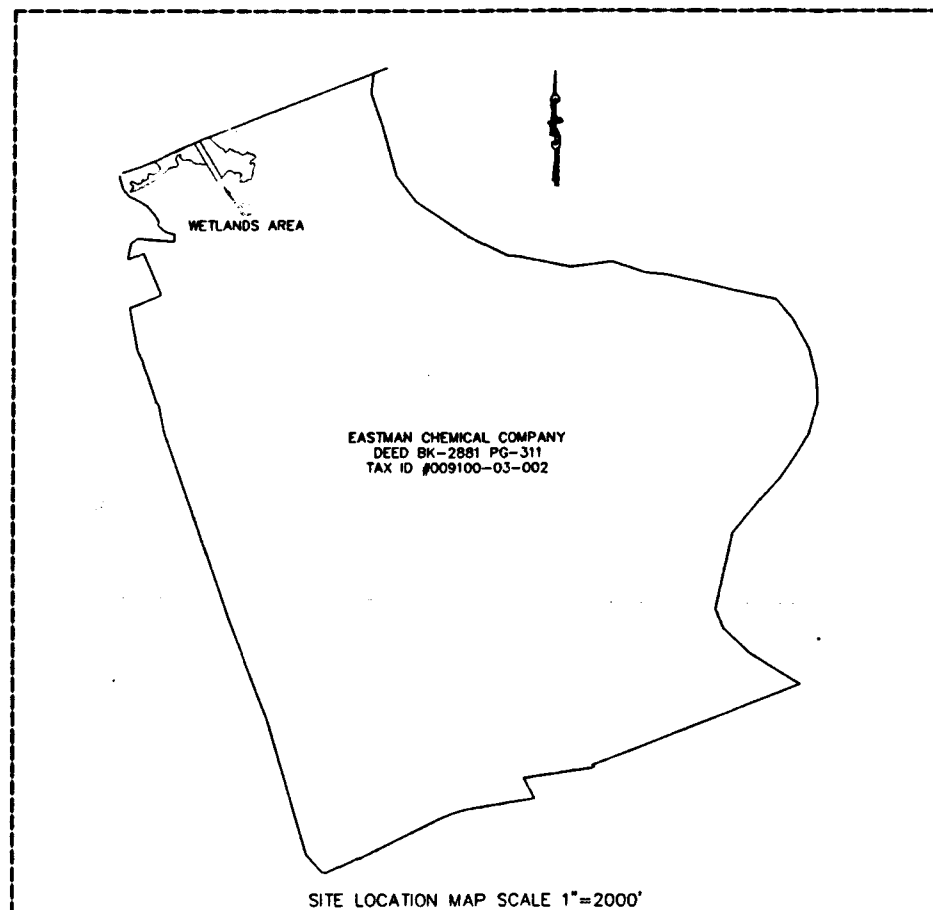 WETLANDS AREA
EASTMAN CHEMICAL COMPANY
DEED BK-2881 PG-311
TAX ID #009100-03-002
SITE LOCATION MAP SCALE 1"=2000'